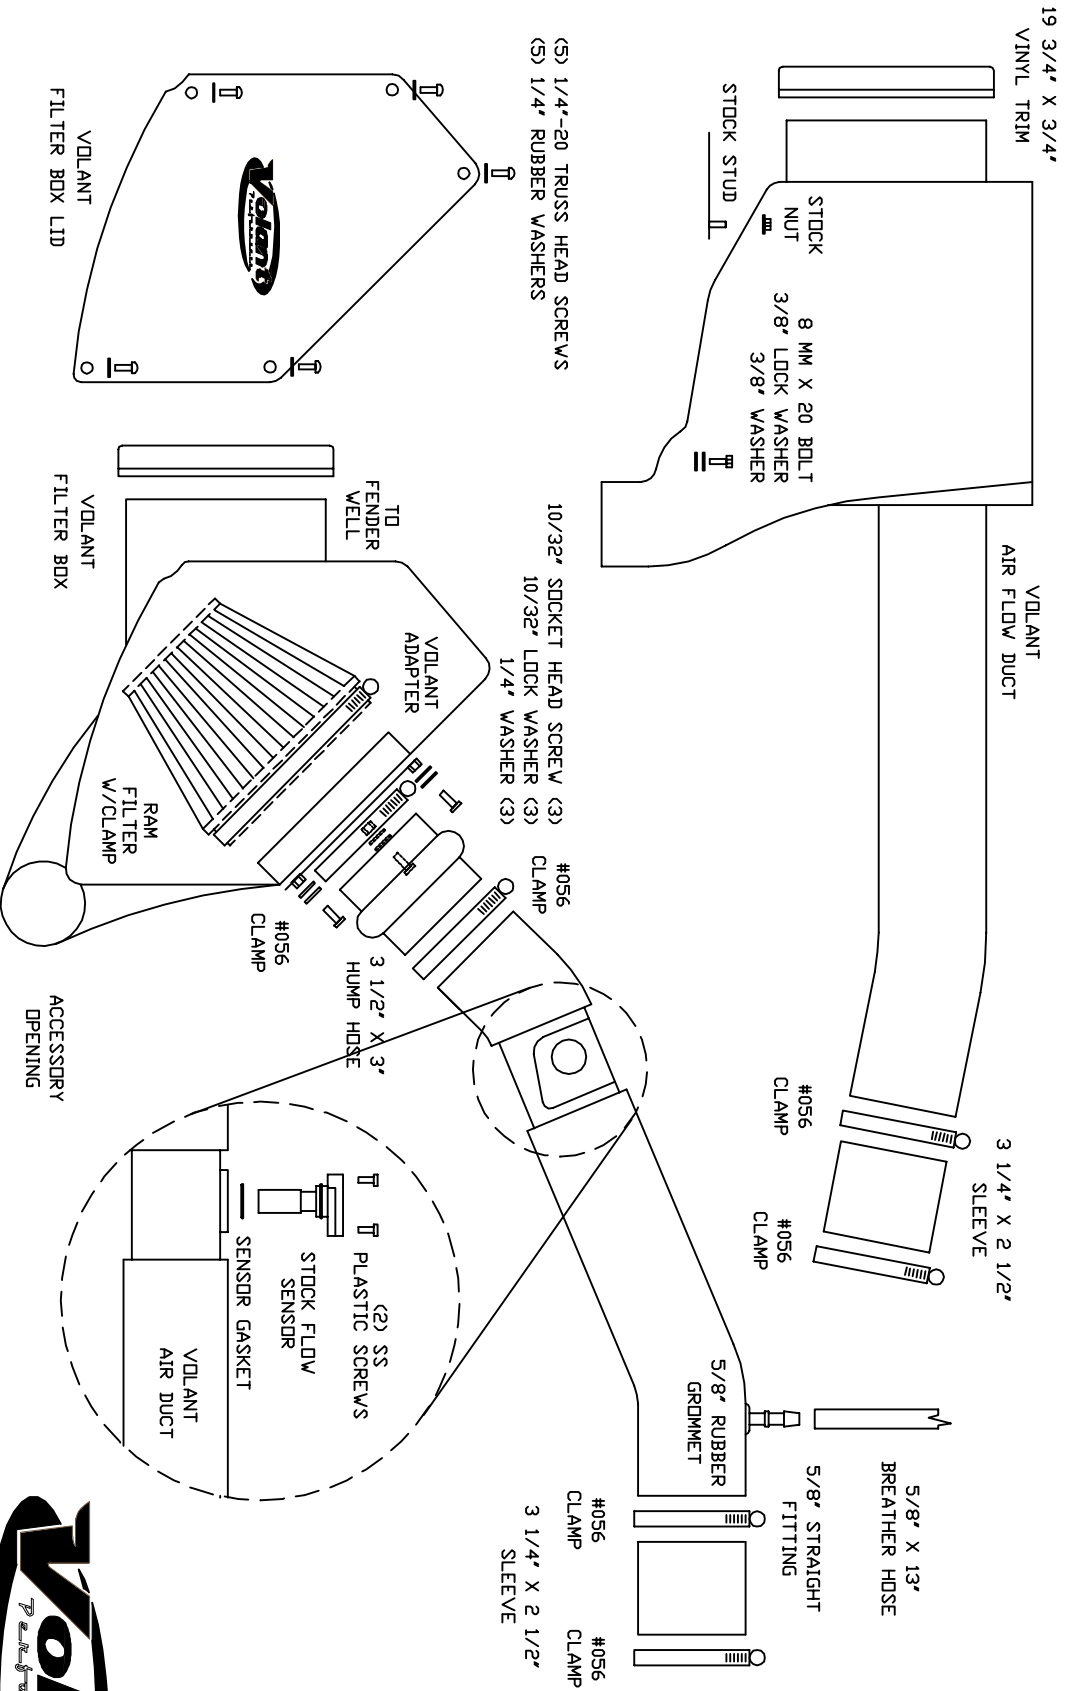 19 3/4" X 3/4"
VINYL TRIM
STOCK STUD
STOCK
NUT
8 MM X 20 BOLT
3/8" LOCK WASHER
3/8" WASHER
VOLANT
AIR FLOW DUCT
#056
CLAMP
3 1/4" X 2 1/2"
SLEEVE
#056
CLAMP
(5) 1/4"-20 TRUSS HEAD SCREWS
(5) 1/4" RUBBER WASHERS
Volant
VOLANT
FILTER BOX LID
TO
FENDER
WELL
VOLANT
FILTER BOX
10/32" SOCKET HEAD SCREW (3)
10/32" LOCK WASHER (3)
1/4" WASHER (3)
VOLANT
ADAPTER
RAM
FILTER
W/CLAMP
#056
CLAMP
#056
CLAMP
3 1/2" X 3"
HUMP HOSE
ACCESSORY
OPENING
(2) SS
PLASTIC SCREWS
STOCK FLOW
SENSOR
SENSOR GASKET
VOLANT
AIR DUCT
5/8" RUBBER
GROMMET
5/8" STRAIGHT
FITTING
5/8" X 13"
BREATHER HOSE
#056
CLAMP
3 1/4" X 2 1/2"
SLEEVE
#056
CLAMP